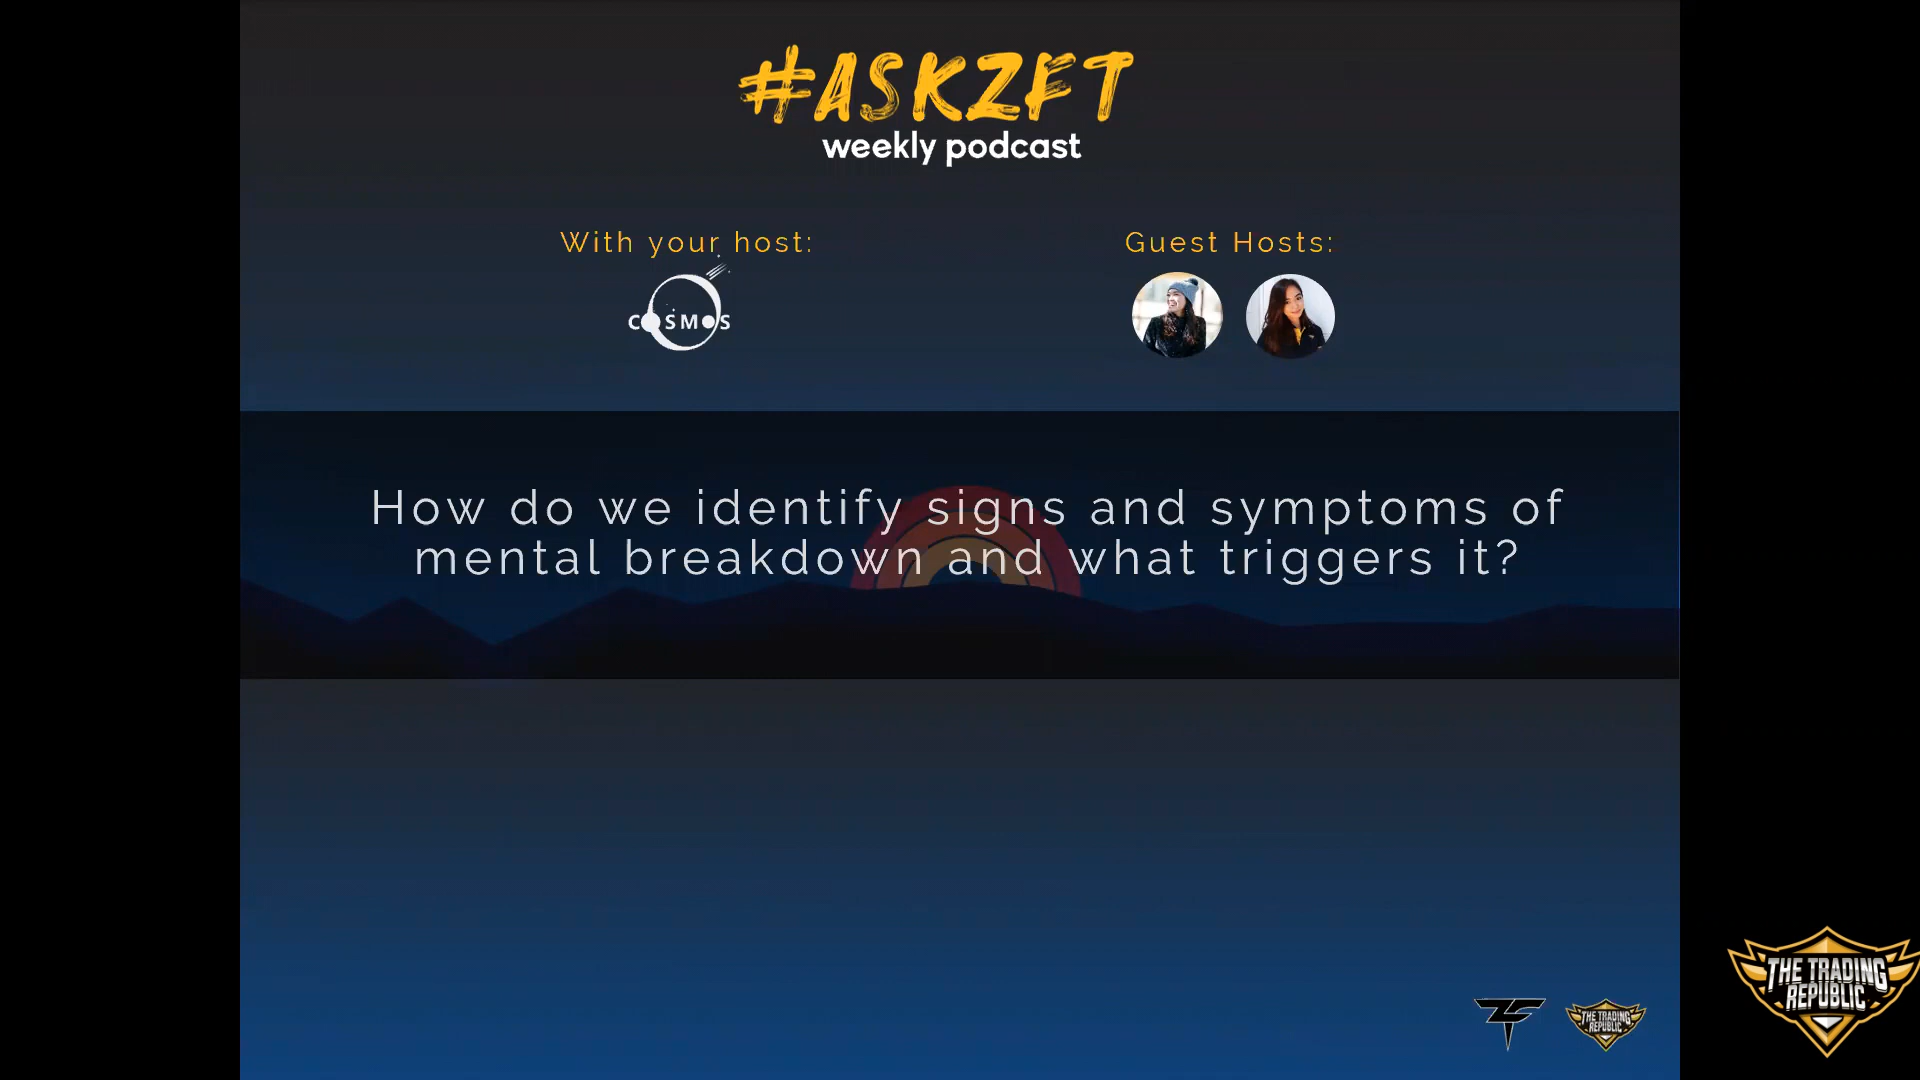 #ASKZFT
weekly podcast
With your host:
Guest Hosts:
COSMOS
How do we identify signs and symptoms of
mental breakdown and what triggers it?
THE TRADING
REPUBLIC
ZFT
THE TRADING
REPUBLIC